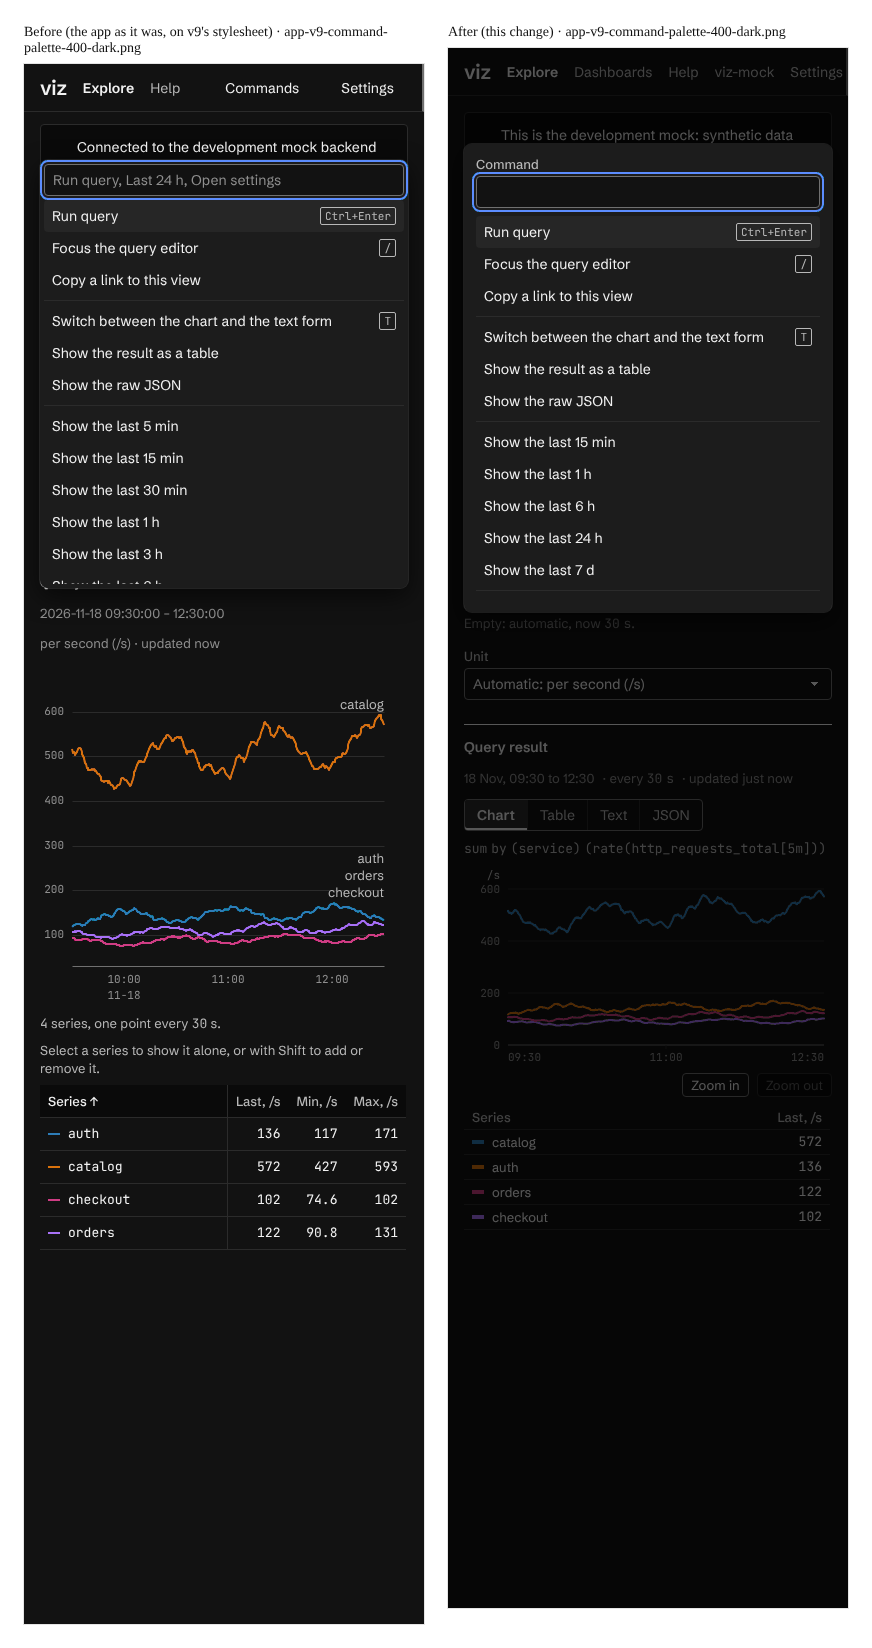 Before (the app as it was, on v9's stylesheet) · app-v9-command-
palette-400-dark.png
viz Explore Help Commands Settings
Connected to the development mock backend
Run query, Last 24 h, Open settings
Run query Ctrl+Enter
Focus the query editor /
Copy a link to this view
Switch between the chart and the text form T
Show the result as a table
Show the raw JSON
Show the last 5 min
Show the last 15 min
Show the last 30 min
Show the last 1 h
Show the last 3 h
2026-11-18 09:30:00 – 12:30:00
per second (/s) · updated now
catalog
600
500
400
300
auth
orders
200
checkout
100
10:00 11:00 12:00
11-18
4 series, one point every 30 s.
Select a series to show it alone, or with Shift to add or
remove it.
Series ↑ Last, /s Min, /s Max, /s
auth 136 117 171
catalog 572 427 593
checkout 102 74.6 102
orders 122 90.8 131
After (this change) · app-v9-command-palette-400-dark.png
viz Explore Dashboards Help viz-mock Settings
This is the development mock: synthetic data
Command
Run query Ctrl+Enter
Focus the query editor /
Copy a link to this view
Switch between the chart and the text form T
Show the result as a table
Show the raw JSON
Show the last 15 min
Show the last 1 h
Show the last 6 h
Show the last 24 h
Show the last 7 d
Empty: automatic, now 30 s.
Unit
Automatic: per second (/s)
Query result
18 Nov, 09:30 to 12:30 · every 30 s · updated just now
Chart Table Text JSON
sum by (service) (rate(http_requests_total[5m]))
/s
600
400
200
0
09:30 11:00 12:30
Zoom in Zoom out
Series Last, /s
catalog 572
auth 136
orders 122
checkout 102